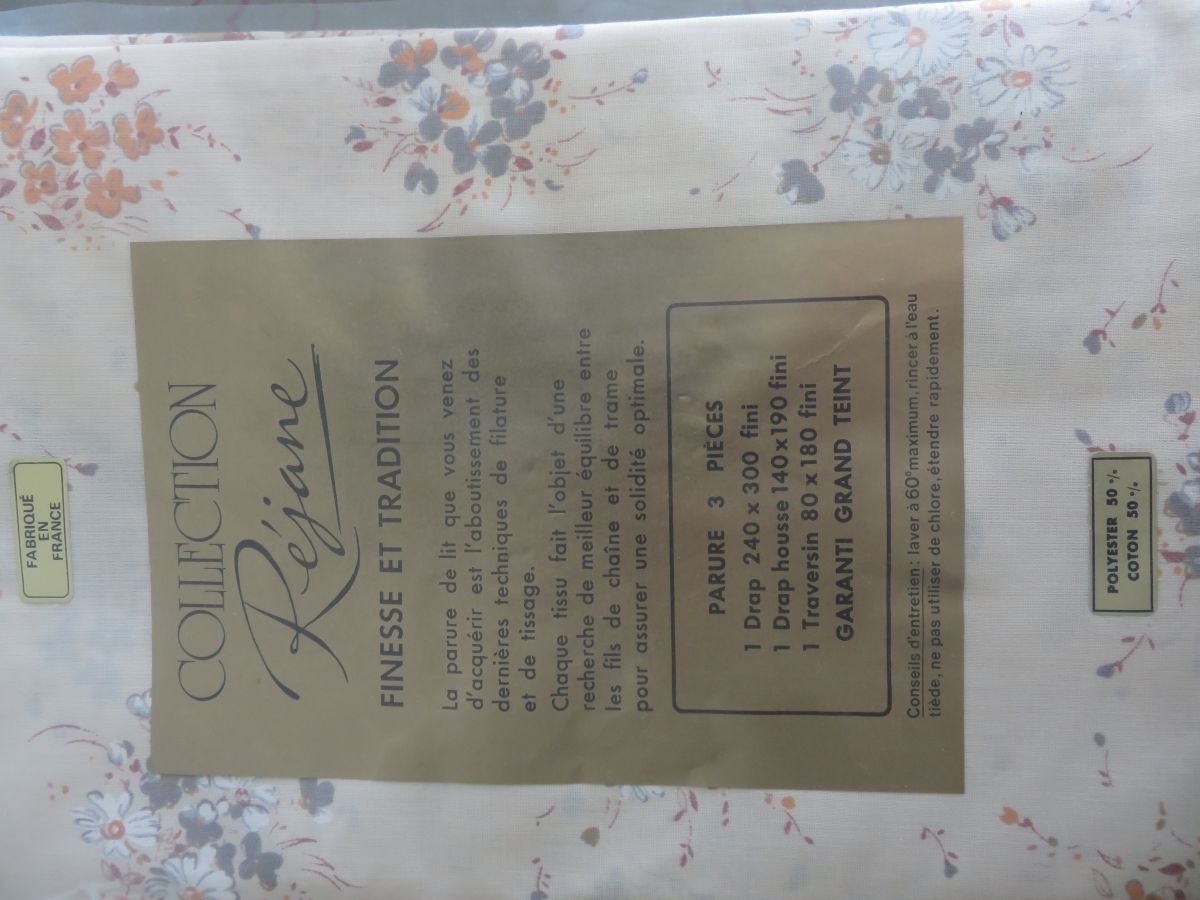 FABRIQUÉ
EN
FRANCE
COLLECTION
Réjane
FINESSE ET TRADITION
La parure de lit que vous venez
d'acquérir est l'aboutissement des
dernières techniques de filature
et de tissage.
Chaque tissu fait l'objet d'une
recherche de meilleur équilibre entre
les fils de chaîne et de trame
pour assurer une solidité optimale.
PARURE 3 PIÈCES
1 Drap 240 x 300 fini
1 Drap housse 140 x 190 fini
1 Traversin 80 x 180 fini
GARANTI GRAND TEINT
Conseils d'entretien: laver à 60° maximum, rincer à l'eau
tiède, ne pas utiliser de chlore, étendre rapidement.
POLYESTER 50 %
COTON 50 %